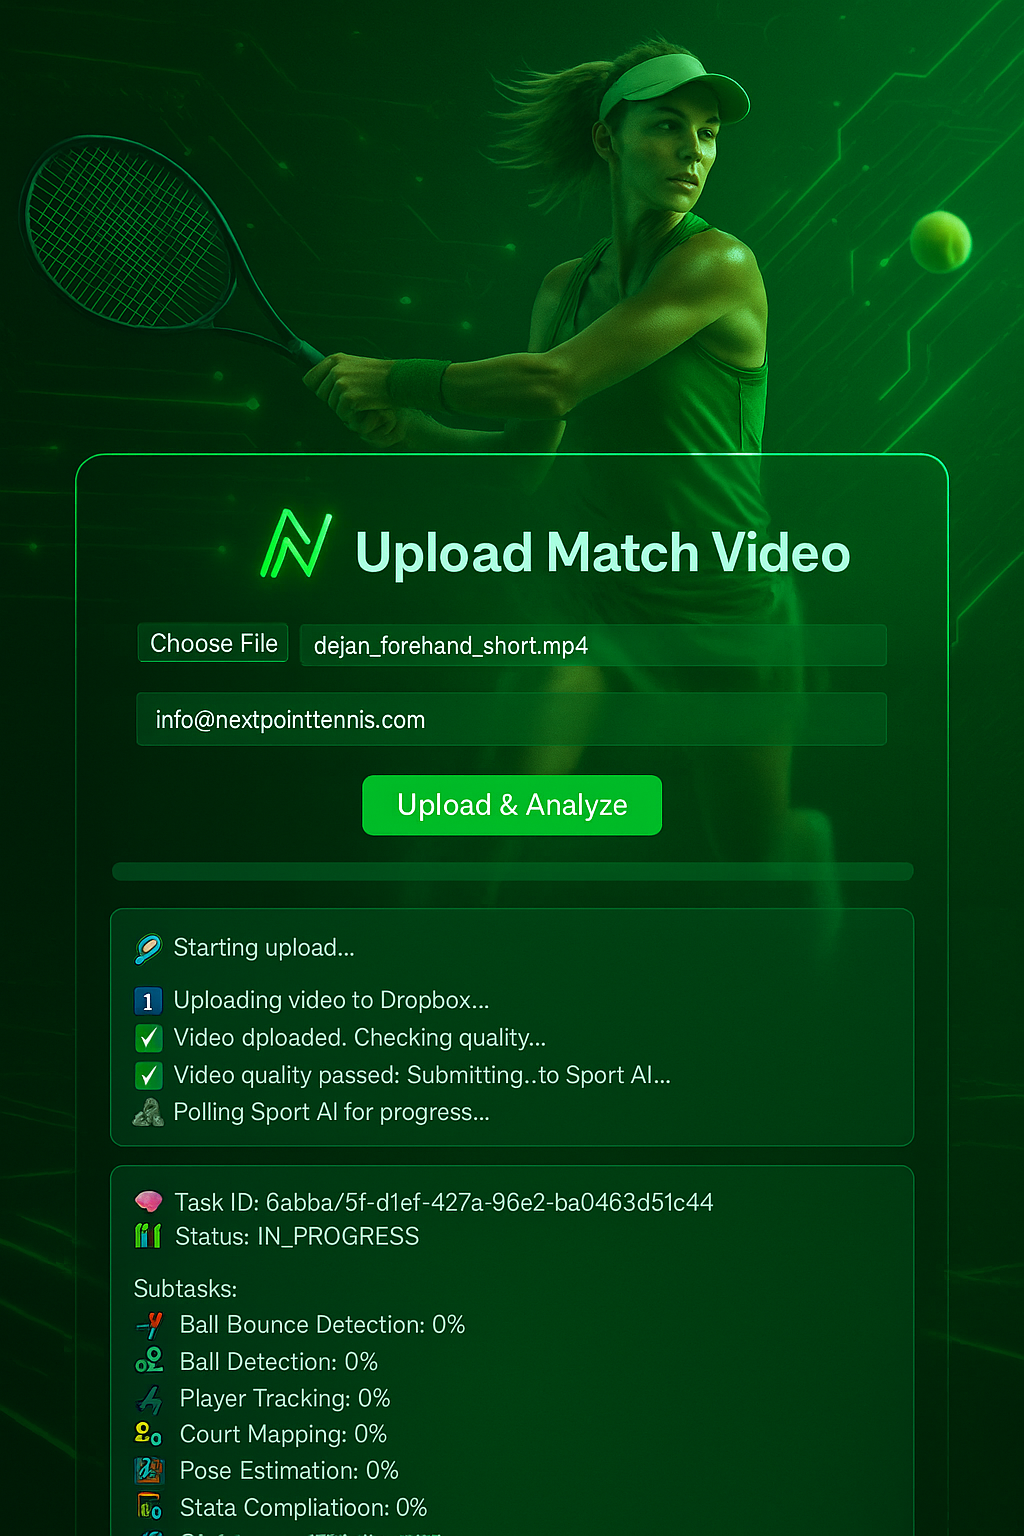 Upload Match Video
Choose File dejan_forehand_short.mp4
info@nextpointtennis.com
Upload & Analyze
Starting upload...
1 Uploading video to Dropbox...
Video dploaded. Checking quality...
Video quality passed: Submitting..to Sport AI...
Polling Sport AI for progress...
Task ID: 6abba/5f-d1ef-427a-96e2-ba0463d51c44
Status: IN_PROGRESS
Subtasks:
Ball Bounce Detection: 0%
Ball Detection: 0%
Player Tracking: 0%
Court Mapping: 0%
Pose Estimation: 0%
Stata Compliatioon: 0%